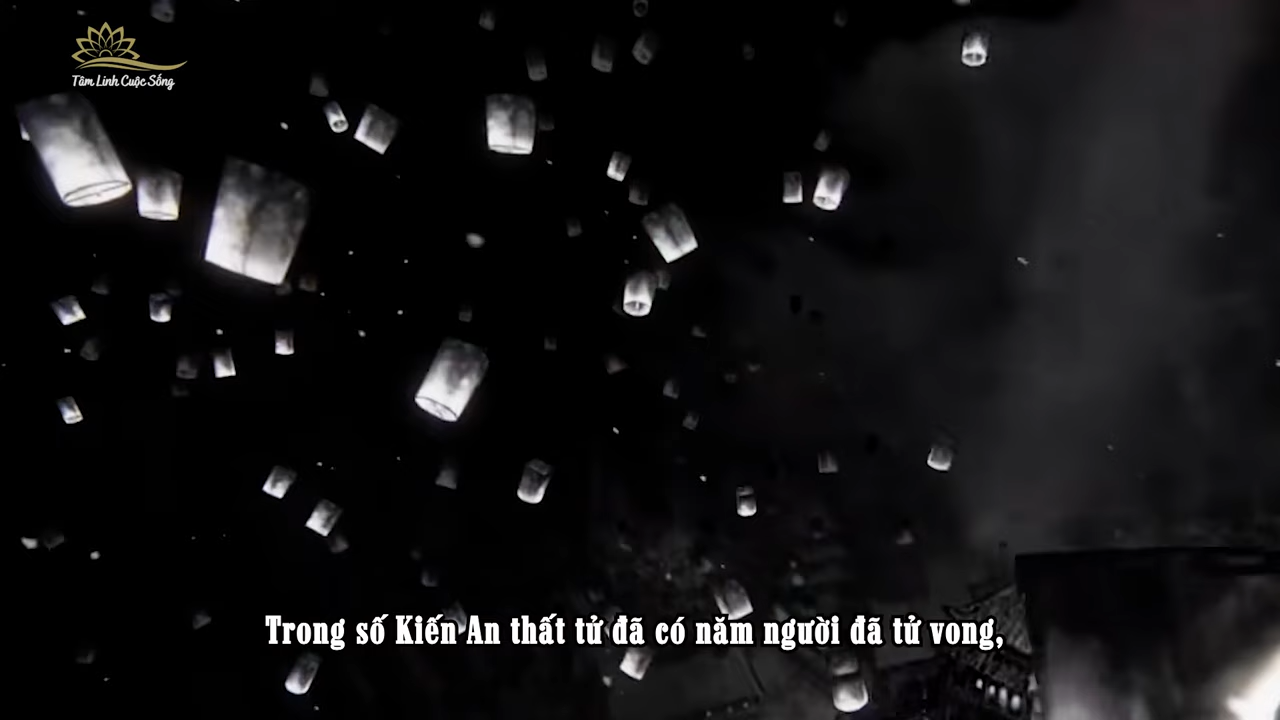 Tâm Linh Cuộc Sống
Trong số Kiến An thất tử đã có năm người đã tử vong,